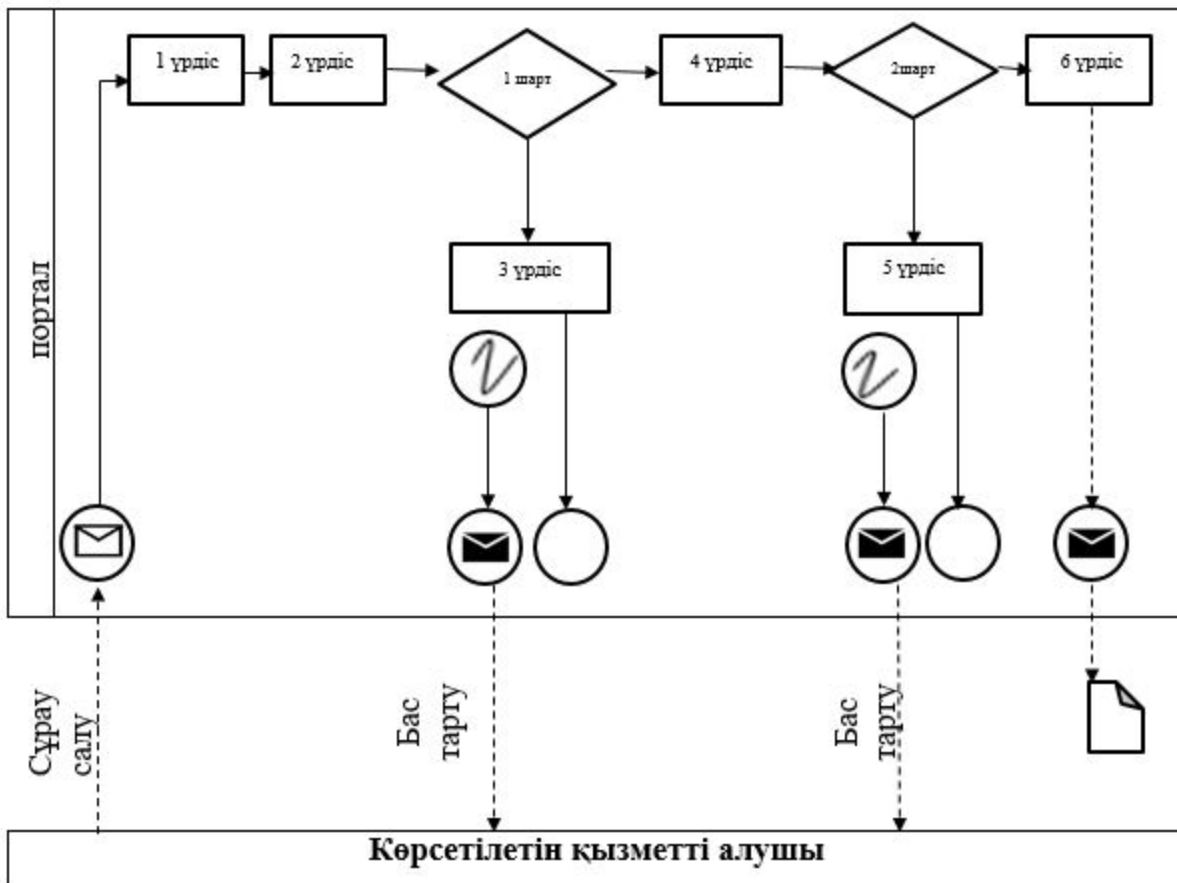 1 үрдіс
2 үрдіс
1 шарт
4 үрдіс
2шарт
6 үрдіс
3 үрдіс
5 үрдіс
портал
Сұрау
салу
Бас
тарту
Бас
тарту
Көрсетілетін қызметті алушы